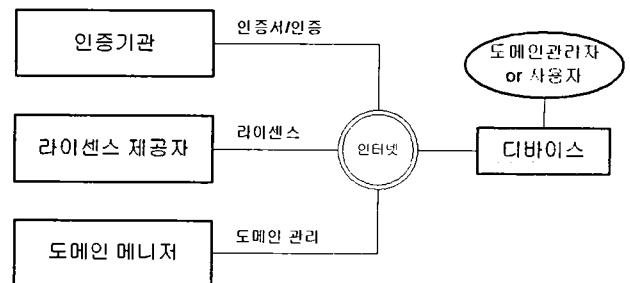 인증기관
인증서/인증
도메인관리자
or 사용자
라이센스 제공자
라이센스
인터넷
디바이스
도메인 메니저
도메인 관리